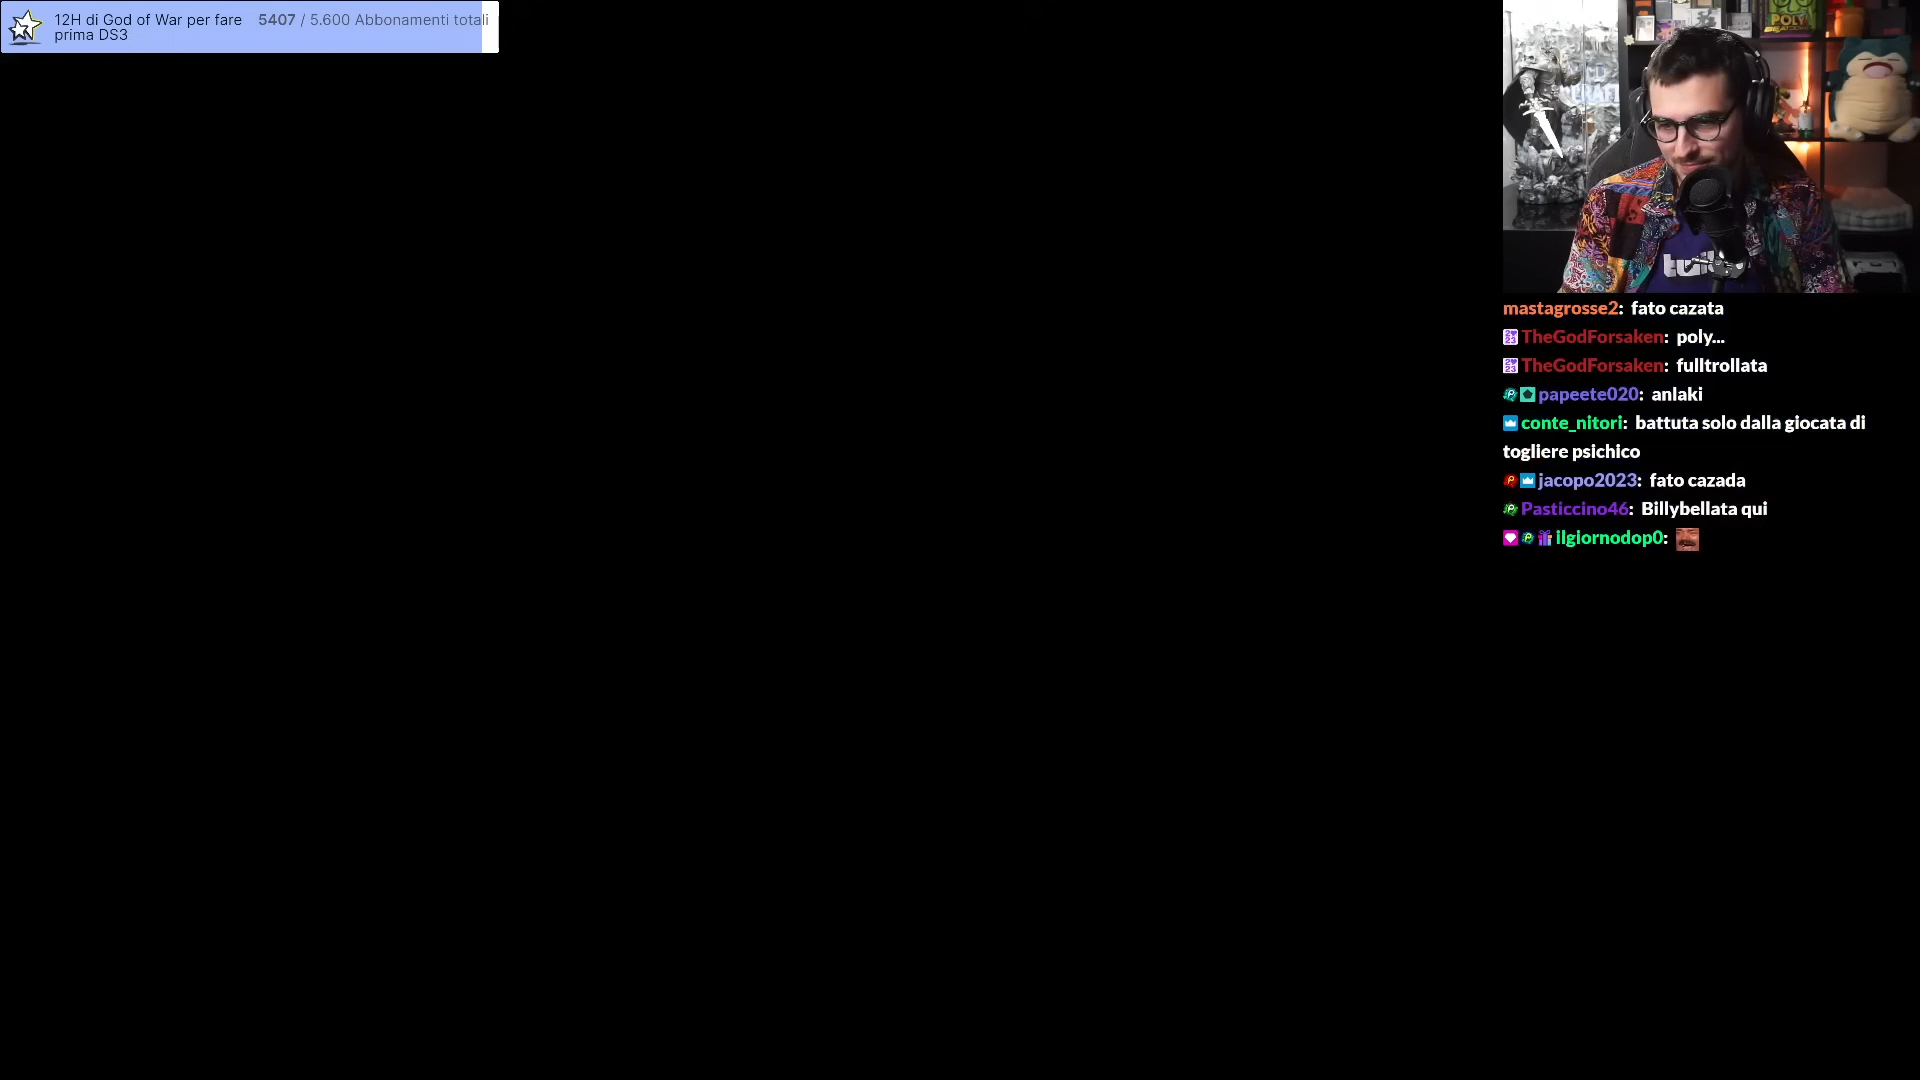 12H di God of War per fare
prima DS3
5407 / 5.600 Abbonamenti totali
POLY
mastagrosse2: fato cazata
TheGodForsaken: poly...
TheGodForsaken: fulltrollata
papeete020: anlaki
conte_nitori: battuta solo dalla giocata di
togliere psichico
jacopo2023: fato cazada
Pasticcino46: Billybellata qui
ilgiornodop0: